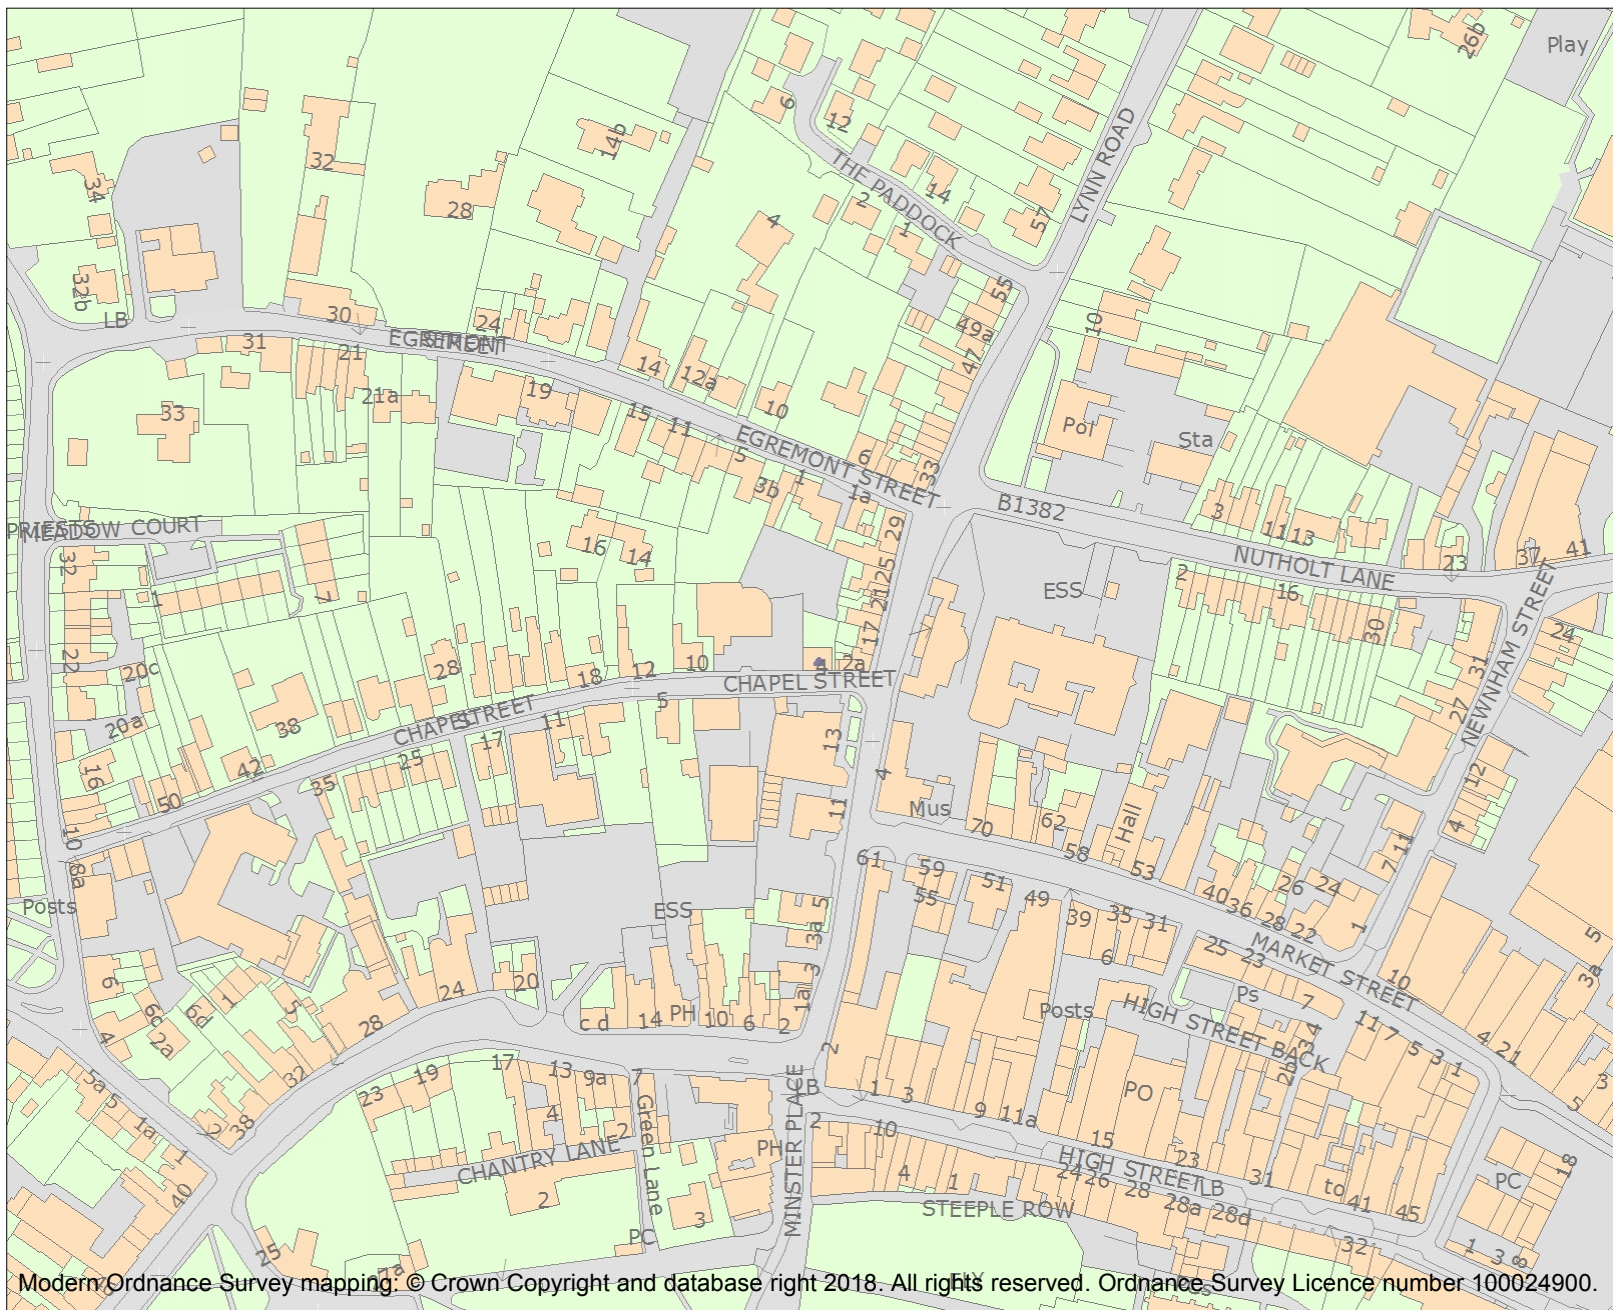 Play
26b
6
12
14b
32
34
THE PADDOCK
LYNN ROAD
14
2
57
28
4
1
32b
LB
30
24
EGREMONT
STREET
55
49a
47
10
31
21
14
12a
21a
19
33
10
15
11
Pol
Sta
EGREMONT STREET
5
6
33
3b
1
1a
B1382
3
11
13
PRIESTS
MEADOW COURT
29
NUTHOLT LANE
23
37
41
32
16
14
ESS
2
16
25
21
1
7
30
24
NEWNHAM STREET
17
22
20c
28
18
12
10
4
2a
31
CHAPEL STREET
5
27
20a
38
CHAPEL
STREET
11
17
13
16
42
25
35
4
12
50
Mus
70
62
Hall
11
4
10
8a
58
53
11
7
61
59
55
51
49
40
36
26
24
28
22
1
Posts
ESS
5
3a
39
35
31
6
25
23
MARKET STREET
5
3a
10
6
6c
6d
1
5
24
20
3
1a
Ps
7
Posts
HIGH STREET BACK
c d
14
PH
10
6
2
28
4
2a
34
11
7
5
3
1
4
21
2
32
17
13
9a
7
5a
5
23
19
LB
1
3
PO
2b
3
5
MINSTER PLACE
9
11a
1a
2
38
4
2
Green Lane
PH
2
10
15
1
CHANTRY LANE
HIGH STREET
LB
23
31
to
41
45
PC
18
40
2
3
4
1
24
26
28
28a
28d
STEEPLE ROW
PC
32
1
3
8
25
7a
ELY
Modern Ordnance Survey mapping: © Crown Copyright and database right 2018. All rights reserved. Ordnance Survey Licence number 100024900.